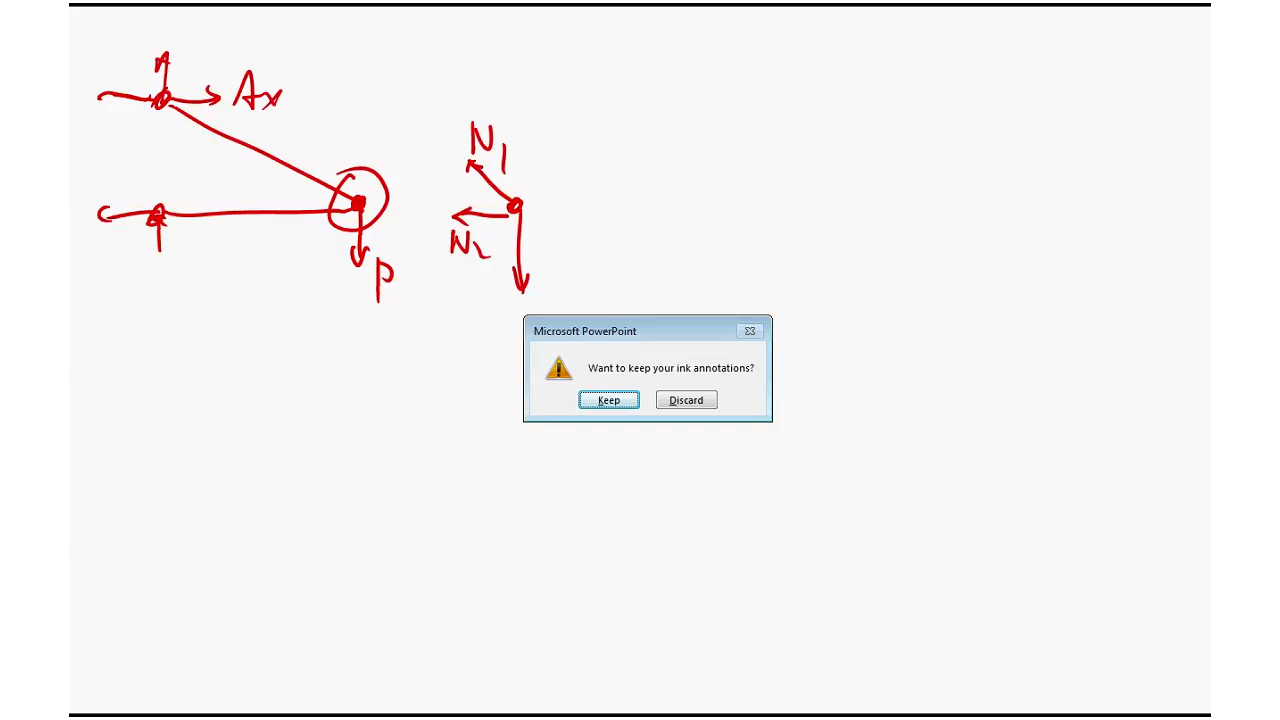 Ax
N1
N2
P
Microsoft PowerPoint
Want to keep your ink annotations?
Keep
Discard